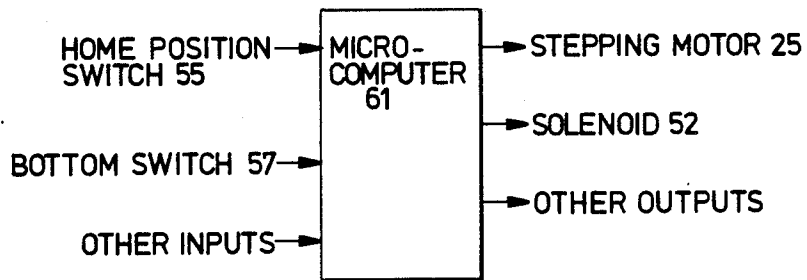 HOME POSITION
SWITCH 55
BOTTOM SWITCH 57
OTHER INPUTS
MICRO-
COMPUTER
61
STEPPING MOTOR 25
SOLENOID 52
OTHER OUTPUTS